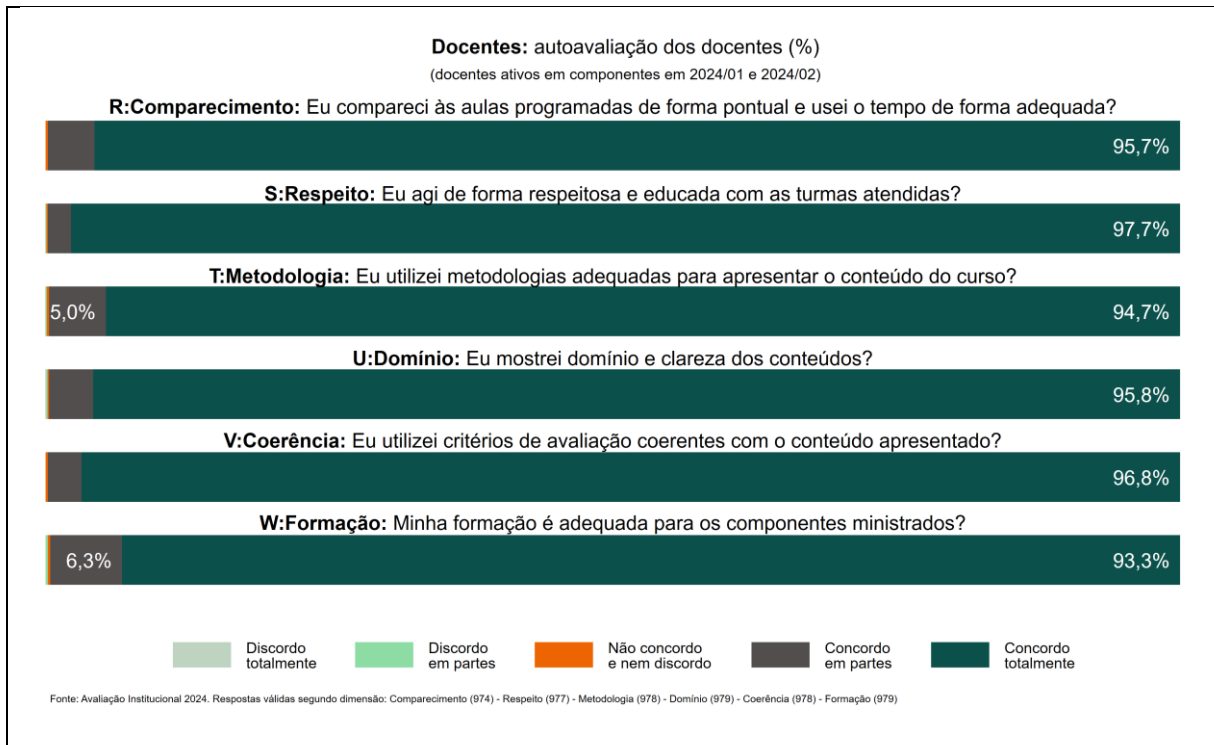 Docentes: autoavaliação dos docentes (%)
(docentes ativos em componentes em 2024/01 e 2024/02)
R:Comparecimento: Eu compareci às aulas programadas de forma pontual e usei o tempo de forma adequada?
95,7%
S:Respeito: Eu agi de forma respeitosa e educada com as turmas atendidas?
97,7%
T:Metodologia: Eu utilizei metodologias adequadas para apresentar o conteúdo do curso?
5,0% 94,7%
U:Domínio: Eu mostrei domínio e clareza dos conteúdos?
95,8%
V:Coerência: Eu utilizei critérios de avaliação coerentes com o conteúdo apresentado?
96,8%
W:Formação: Minha formação é adequada para os componentes ministrados?
6,3% 93,3%
Discordo totalmente
Discordo em partes
Não concordo e nem discordo
Concordo em partes
Concordo totalmente
Fonte: Avaliação Institucional 2024. Respostas válidas segundo dimensão: Comparecimento (974) - Respeito (977) - Metodologia (978) - Domínio (979) - Coerência (978) - Formação (979)